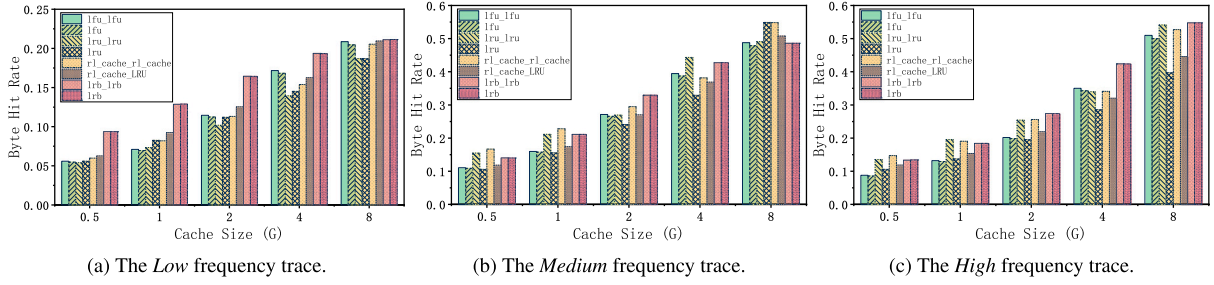 0.25
0.20
0.15
0.10
0.05
0.00
Byte Hit Rate
lfu_lfu
lfu
lru_lru
lru
rl_cache_rl_cache
rl_cache_LRU
lrb_lrb
lrb
0.5 1 2 4 8
Cache Size (G)
(a) The Low frequency trace.
0.6
0.5
0.4
0.3
0.2
0.1
0.0
Byte Hit Rate
lfu_lfu
lfu
lru_lru
lru
rl_cache_rl_cache
rl_cache_LRU
lrb_lrb
lrb
0.5 1 2 4 8
Cache Size (G)
(b) The Medium frequency trace.
0.6
0.5
0.4
0.3
0.2
0.1
0.0
Byte Hit Rate
lfu_lfu
lfu
lru_lru
lru
rl_cache_rl_cache
rl_cache_LRU
lrb_lrb
lrb
0.5 1 2 4 8
Cache Size (G)
(c) The High frequency trace.